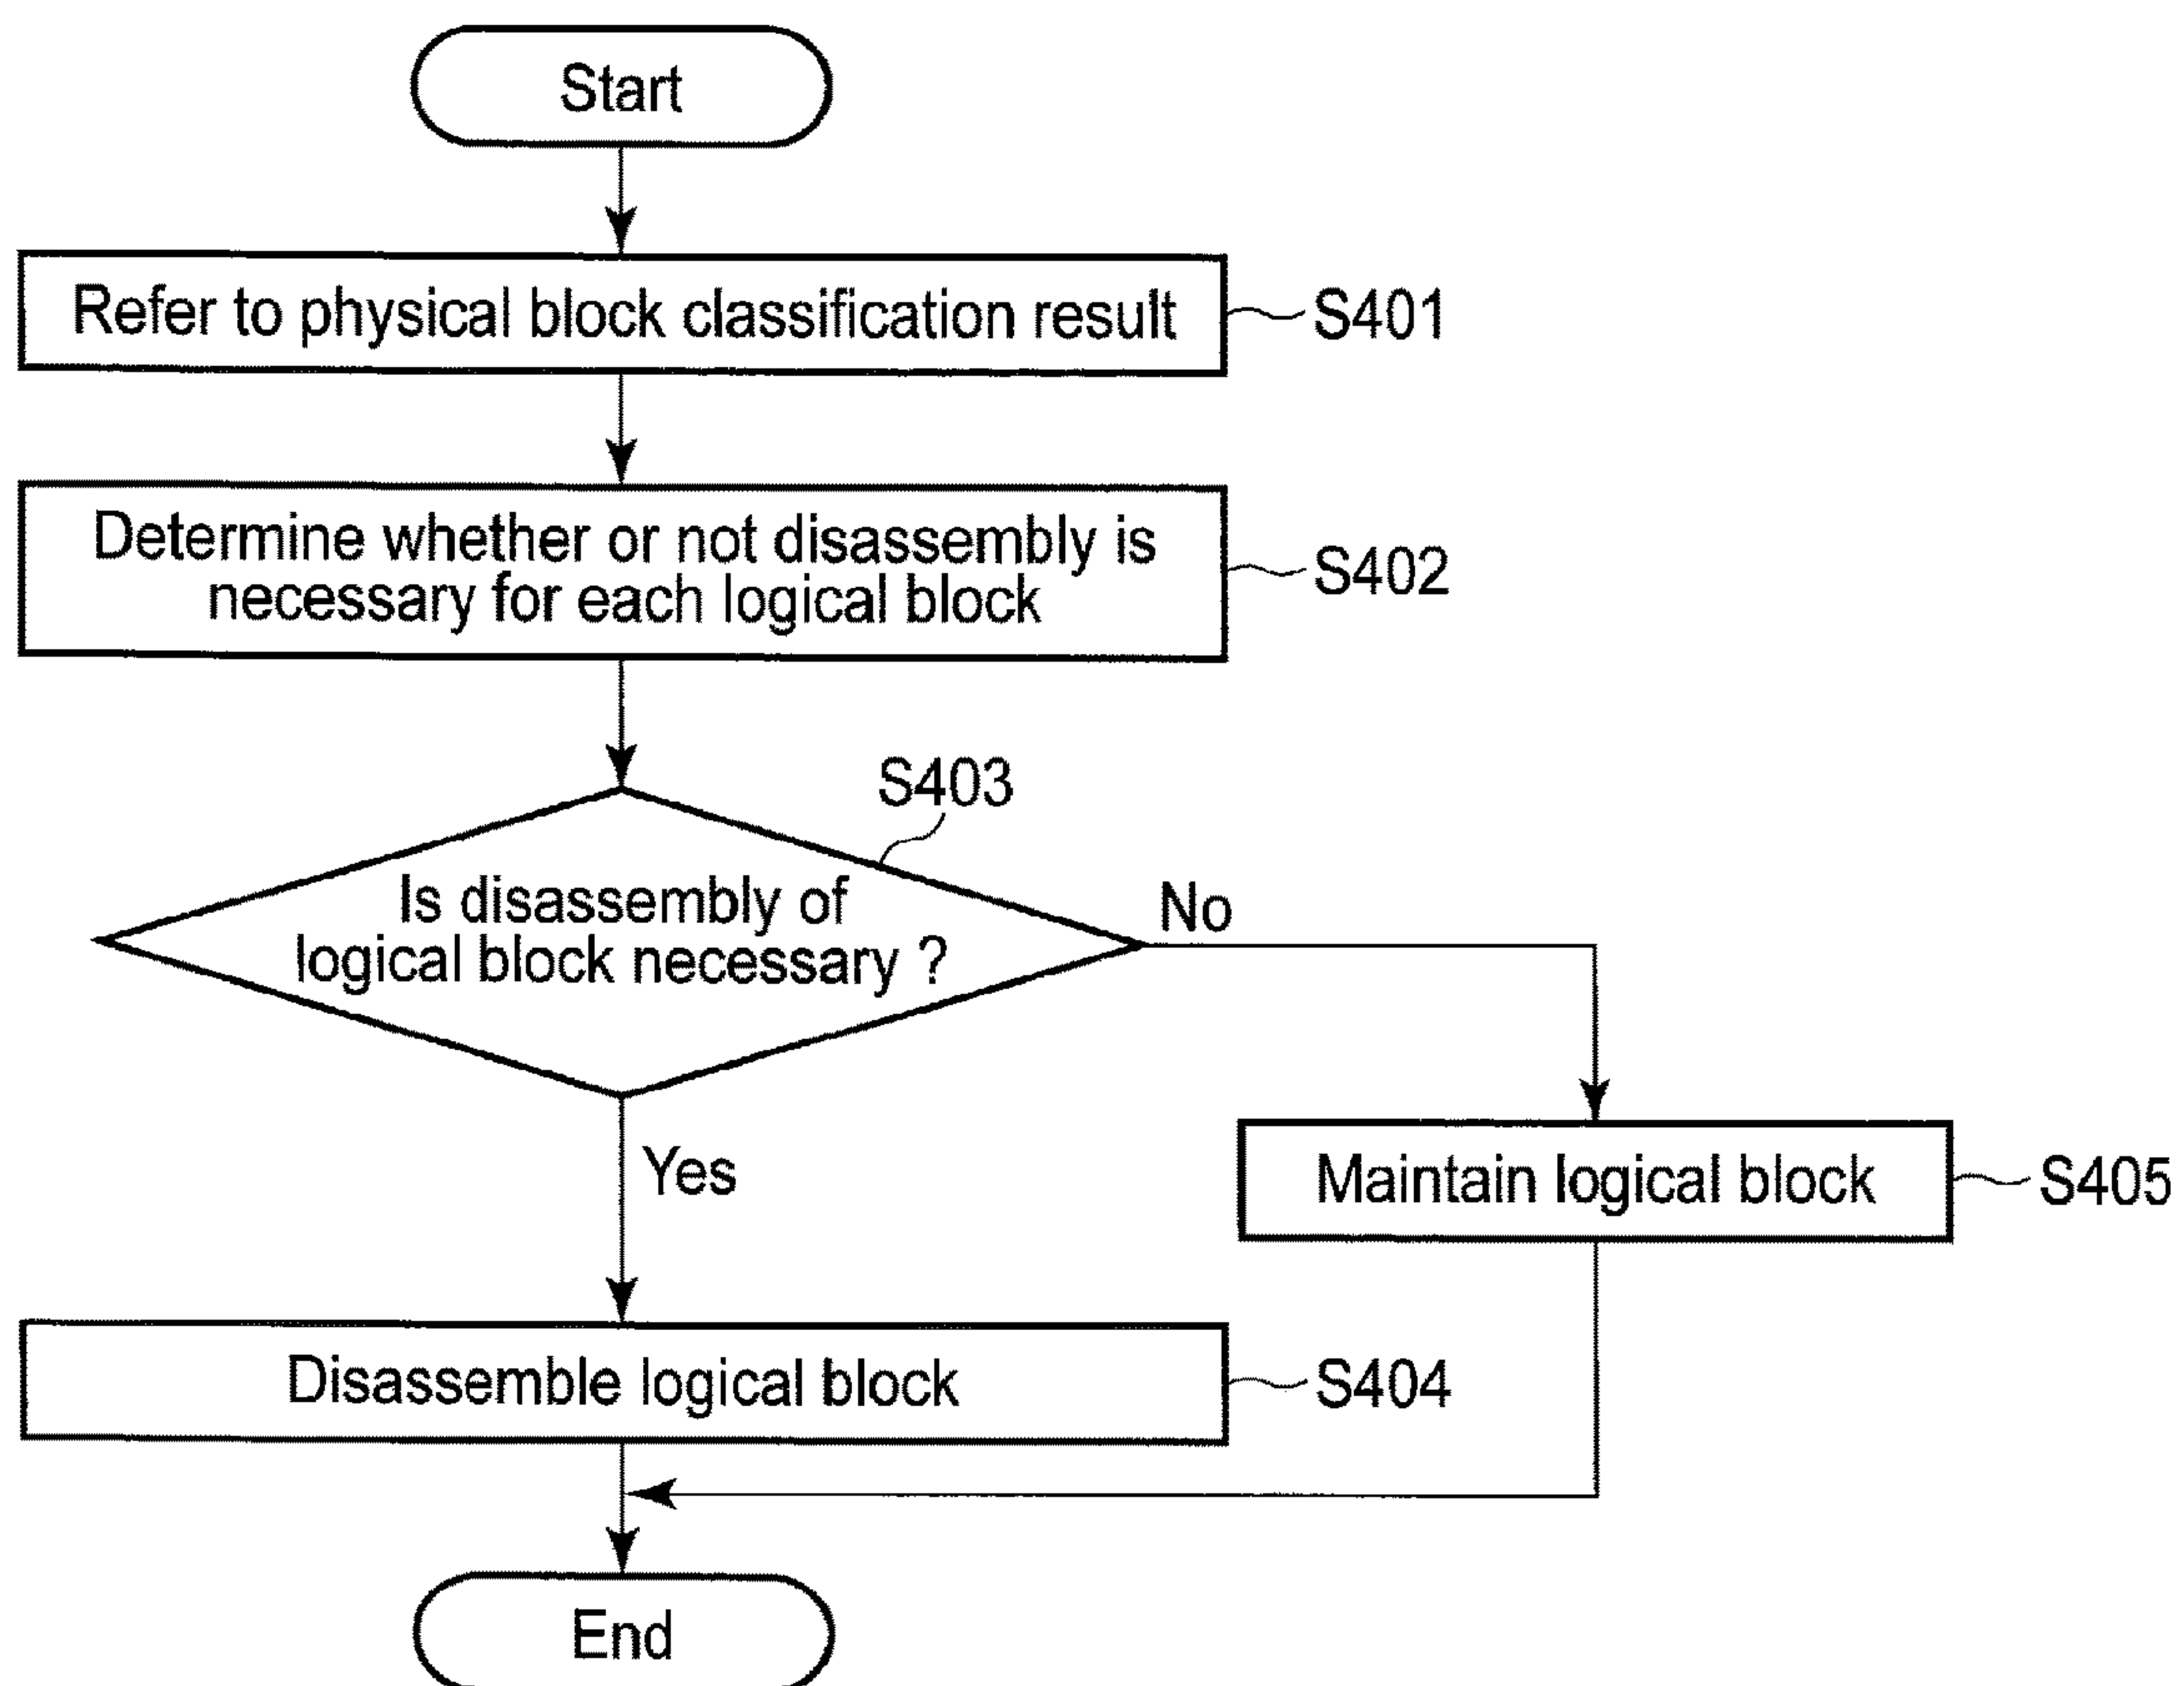 Start
Refer to physical block classification result
S401
Determine whether or not disassembly is
necessary for each logical block
S402
S403
Is disassembly of
logical block necessary ?
No
Yes
Maintain logical block
S405
Disassemble logical block
S404
End